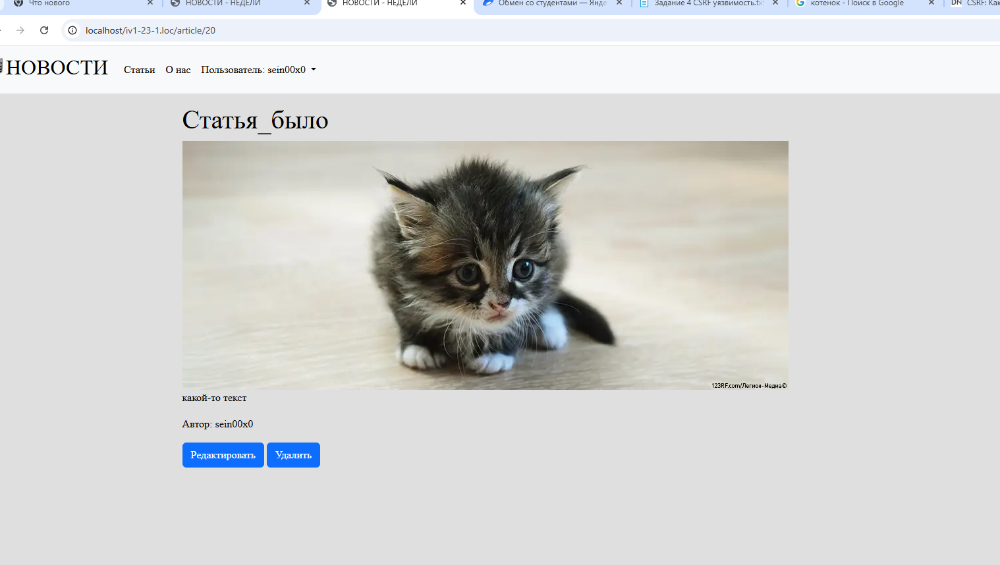 Что нового
НОВОСТИ - НЕДЕЛИ
НОВОСТИ - НЕДЕЛИ
Обмен со студентами — Янде
Задание 4 CSRF уязвимость.tx
котенок - Поиск в Google
DN CSRF: Как
localhost/iv1-23-1.loc/article/20
НОВОСТИ Статьи О нас Пользователь: sein00x0
Статья_было
123RF.com/Легион-Медиа©
какой-то текст
Автор: sein00x0
Редактировать Удалить